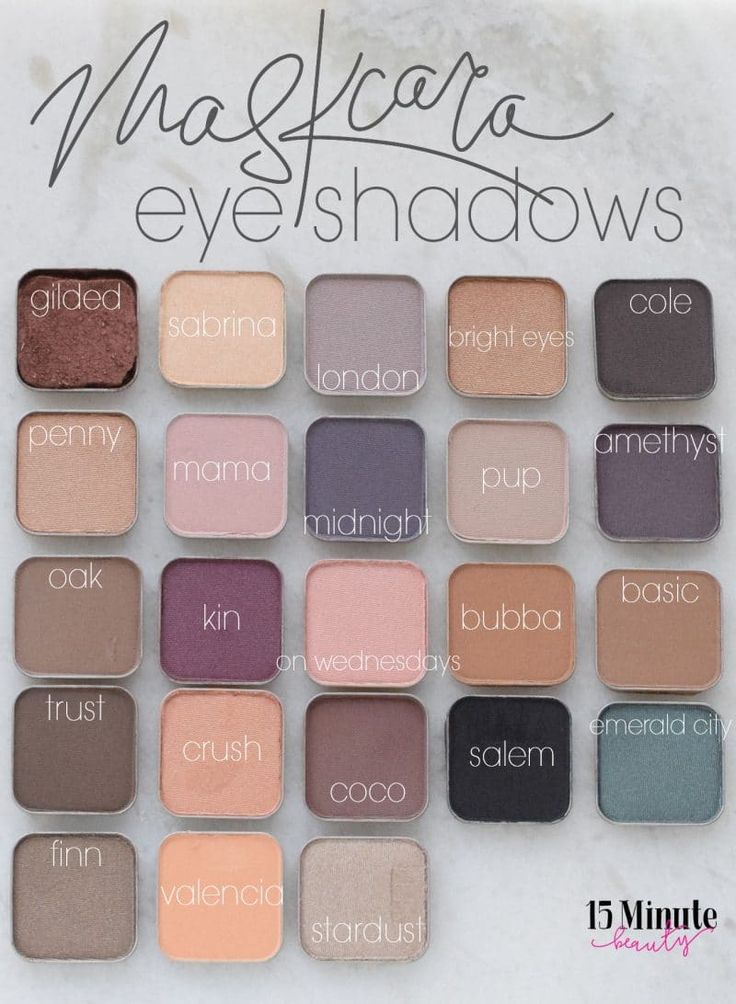 Maskcara
eye shadows
gilded
sabrina
london
bright eyes
cole
penny
mama
midnight
pup
amethyst
oak
kin
on wednesdays
bubba
basic
trust
crush
coco
salem
emerald city
finn
valencia
stardust
15 Minute
beauty